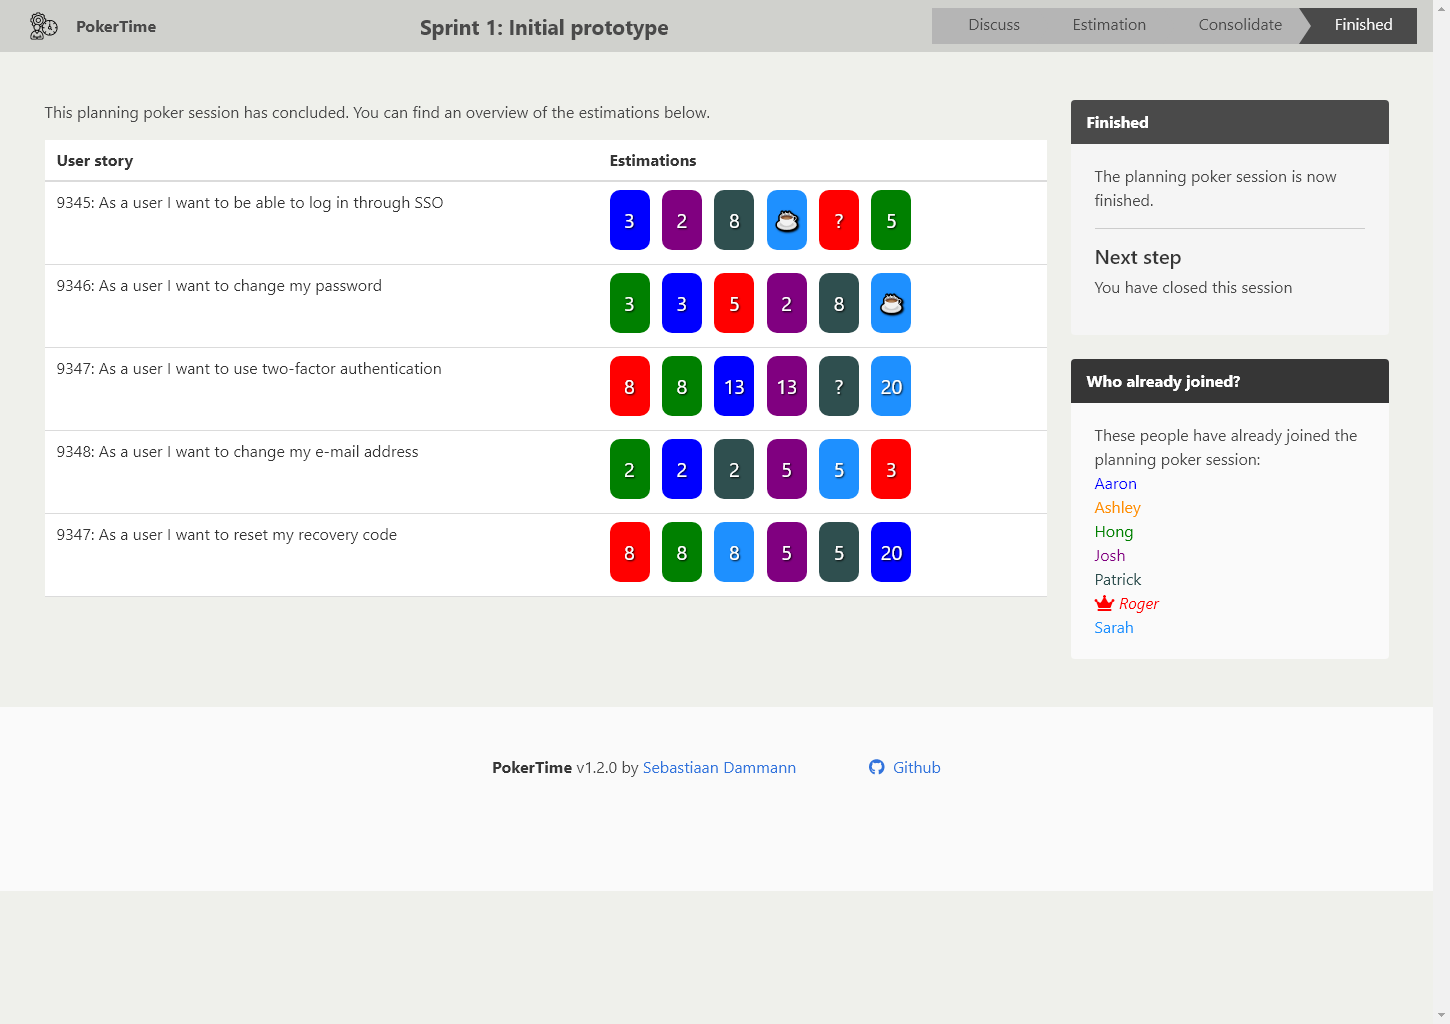 PokerTime
Sprint 1: Initial prototype
Discuss Estimation Consolidate Finished
This planning poker session has concluded. You can find an overview of the estimations below.
User story Estimations
9345: As a user I want to be able to log in through SSO
3 2 8 ? 5
9346: As a user I want to change my password
3 3 5 2 8
9347: As a user I want to use two-factor authentication
8 8 13 13 ? 20
9348: As a user I want to change my e-mail address
2 2 2 5 5 3
9347: As a user I want to reset my recovery code
8 8 8 5 5 20
Finished
The planning poker session is now
finished.
Next step
You have closed this session
Who already joined?
These people have already joined the
planning poker session:
Aaron
Ashley
Hong
Josh
Patrick
Roger
Sarah
PokerTime v1.2.0 by Sebastiaan Dammann
Github